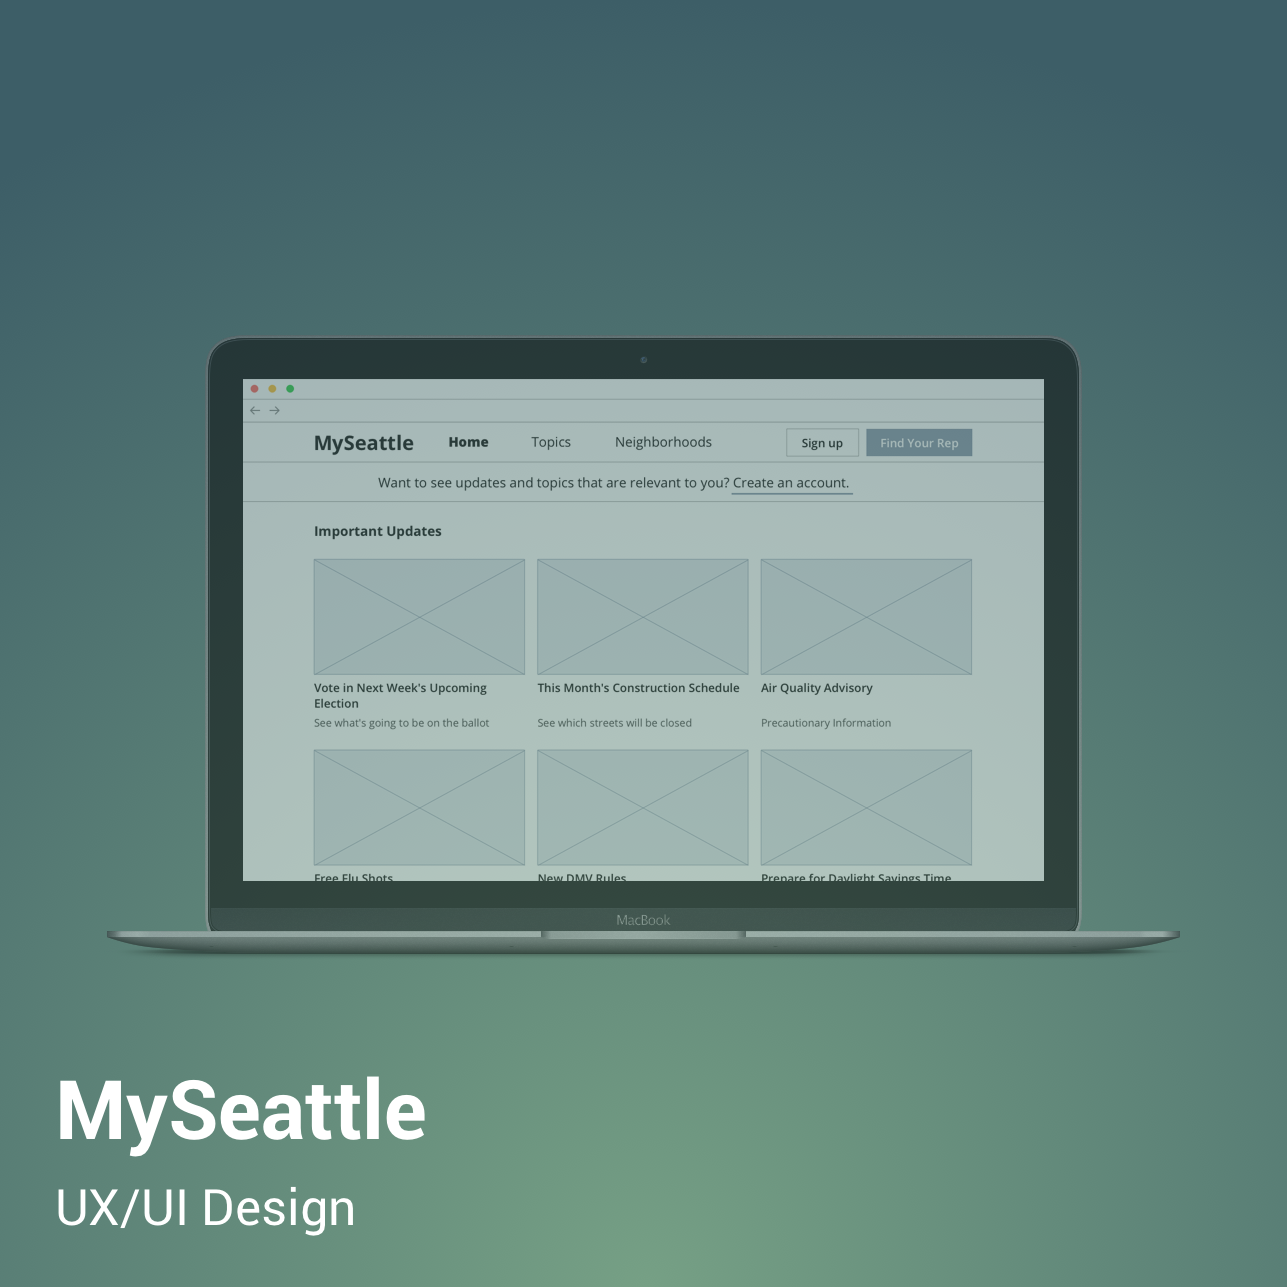 MySeattle
Home
Topics
Neighborhoods
Sign up
Find Your Rep
Want to see updates and topics that are relevant to you? Create an account.
Important Updates
Vote in Next Week's Upcoming
Election
See what's going to be on the ballot
This Month's Construction Schedule
See which streets will be closed
Air Quality Advisory
Precautionary Information
Free Flu Shots
New DMV Rules
Prepare for Daylight Savings Time
MacBook
MySeattle
UX/UI Design